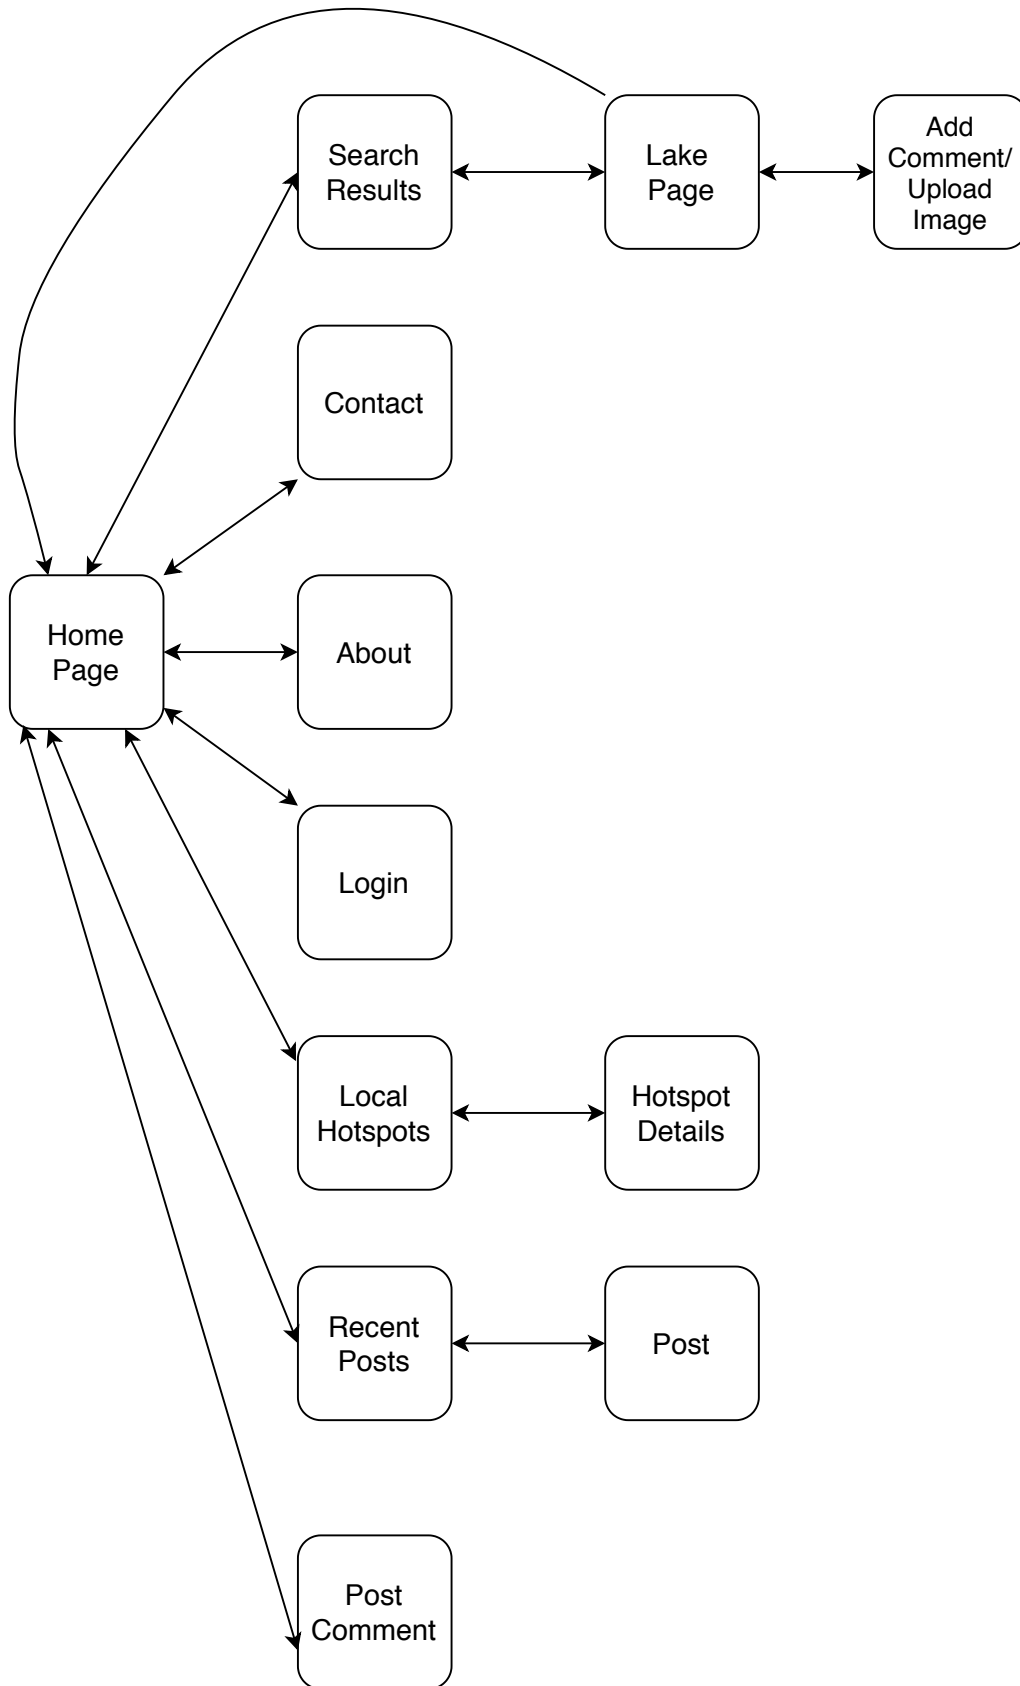 Search
Results
Lake
Page
Add
Comment/
Upload
Image
Contact
Home
Page
About
Login
Local
Hotspots
Hotspot
Details
Recent
Posts
Post
Post
Comment